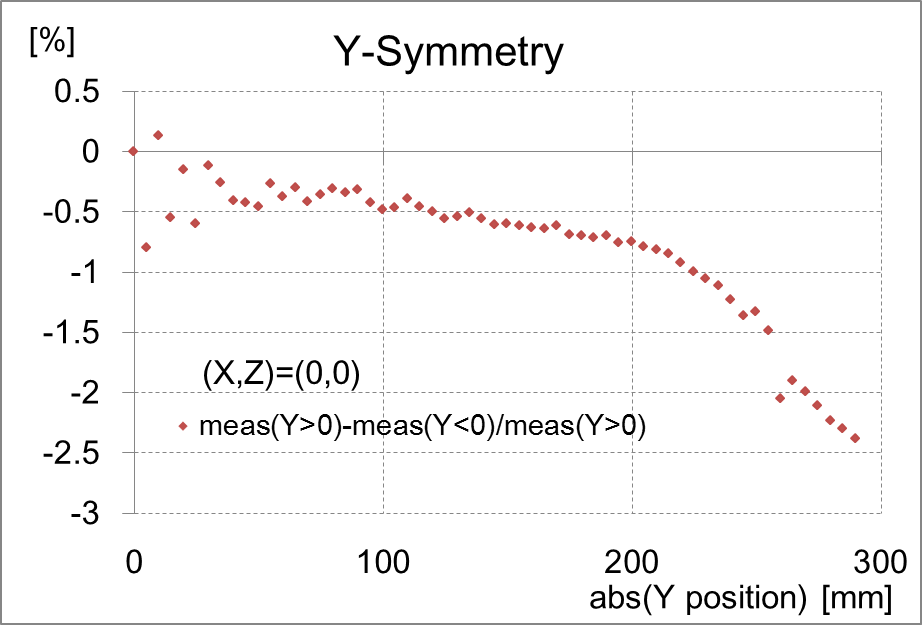 [%]
Y-Symmetry
0.5
0
-0.5
-1
-1.5
-2
-2.5
-3
(X,Z)=(0,0)
meas(Y>0)-meas(Y<0)/meas(Y>0)
0 100 200 300
abs(Y position) [mm]